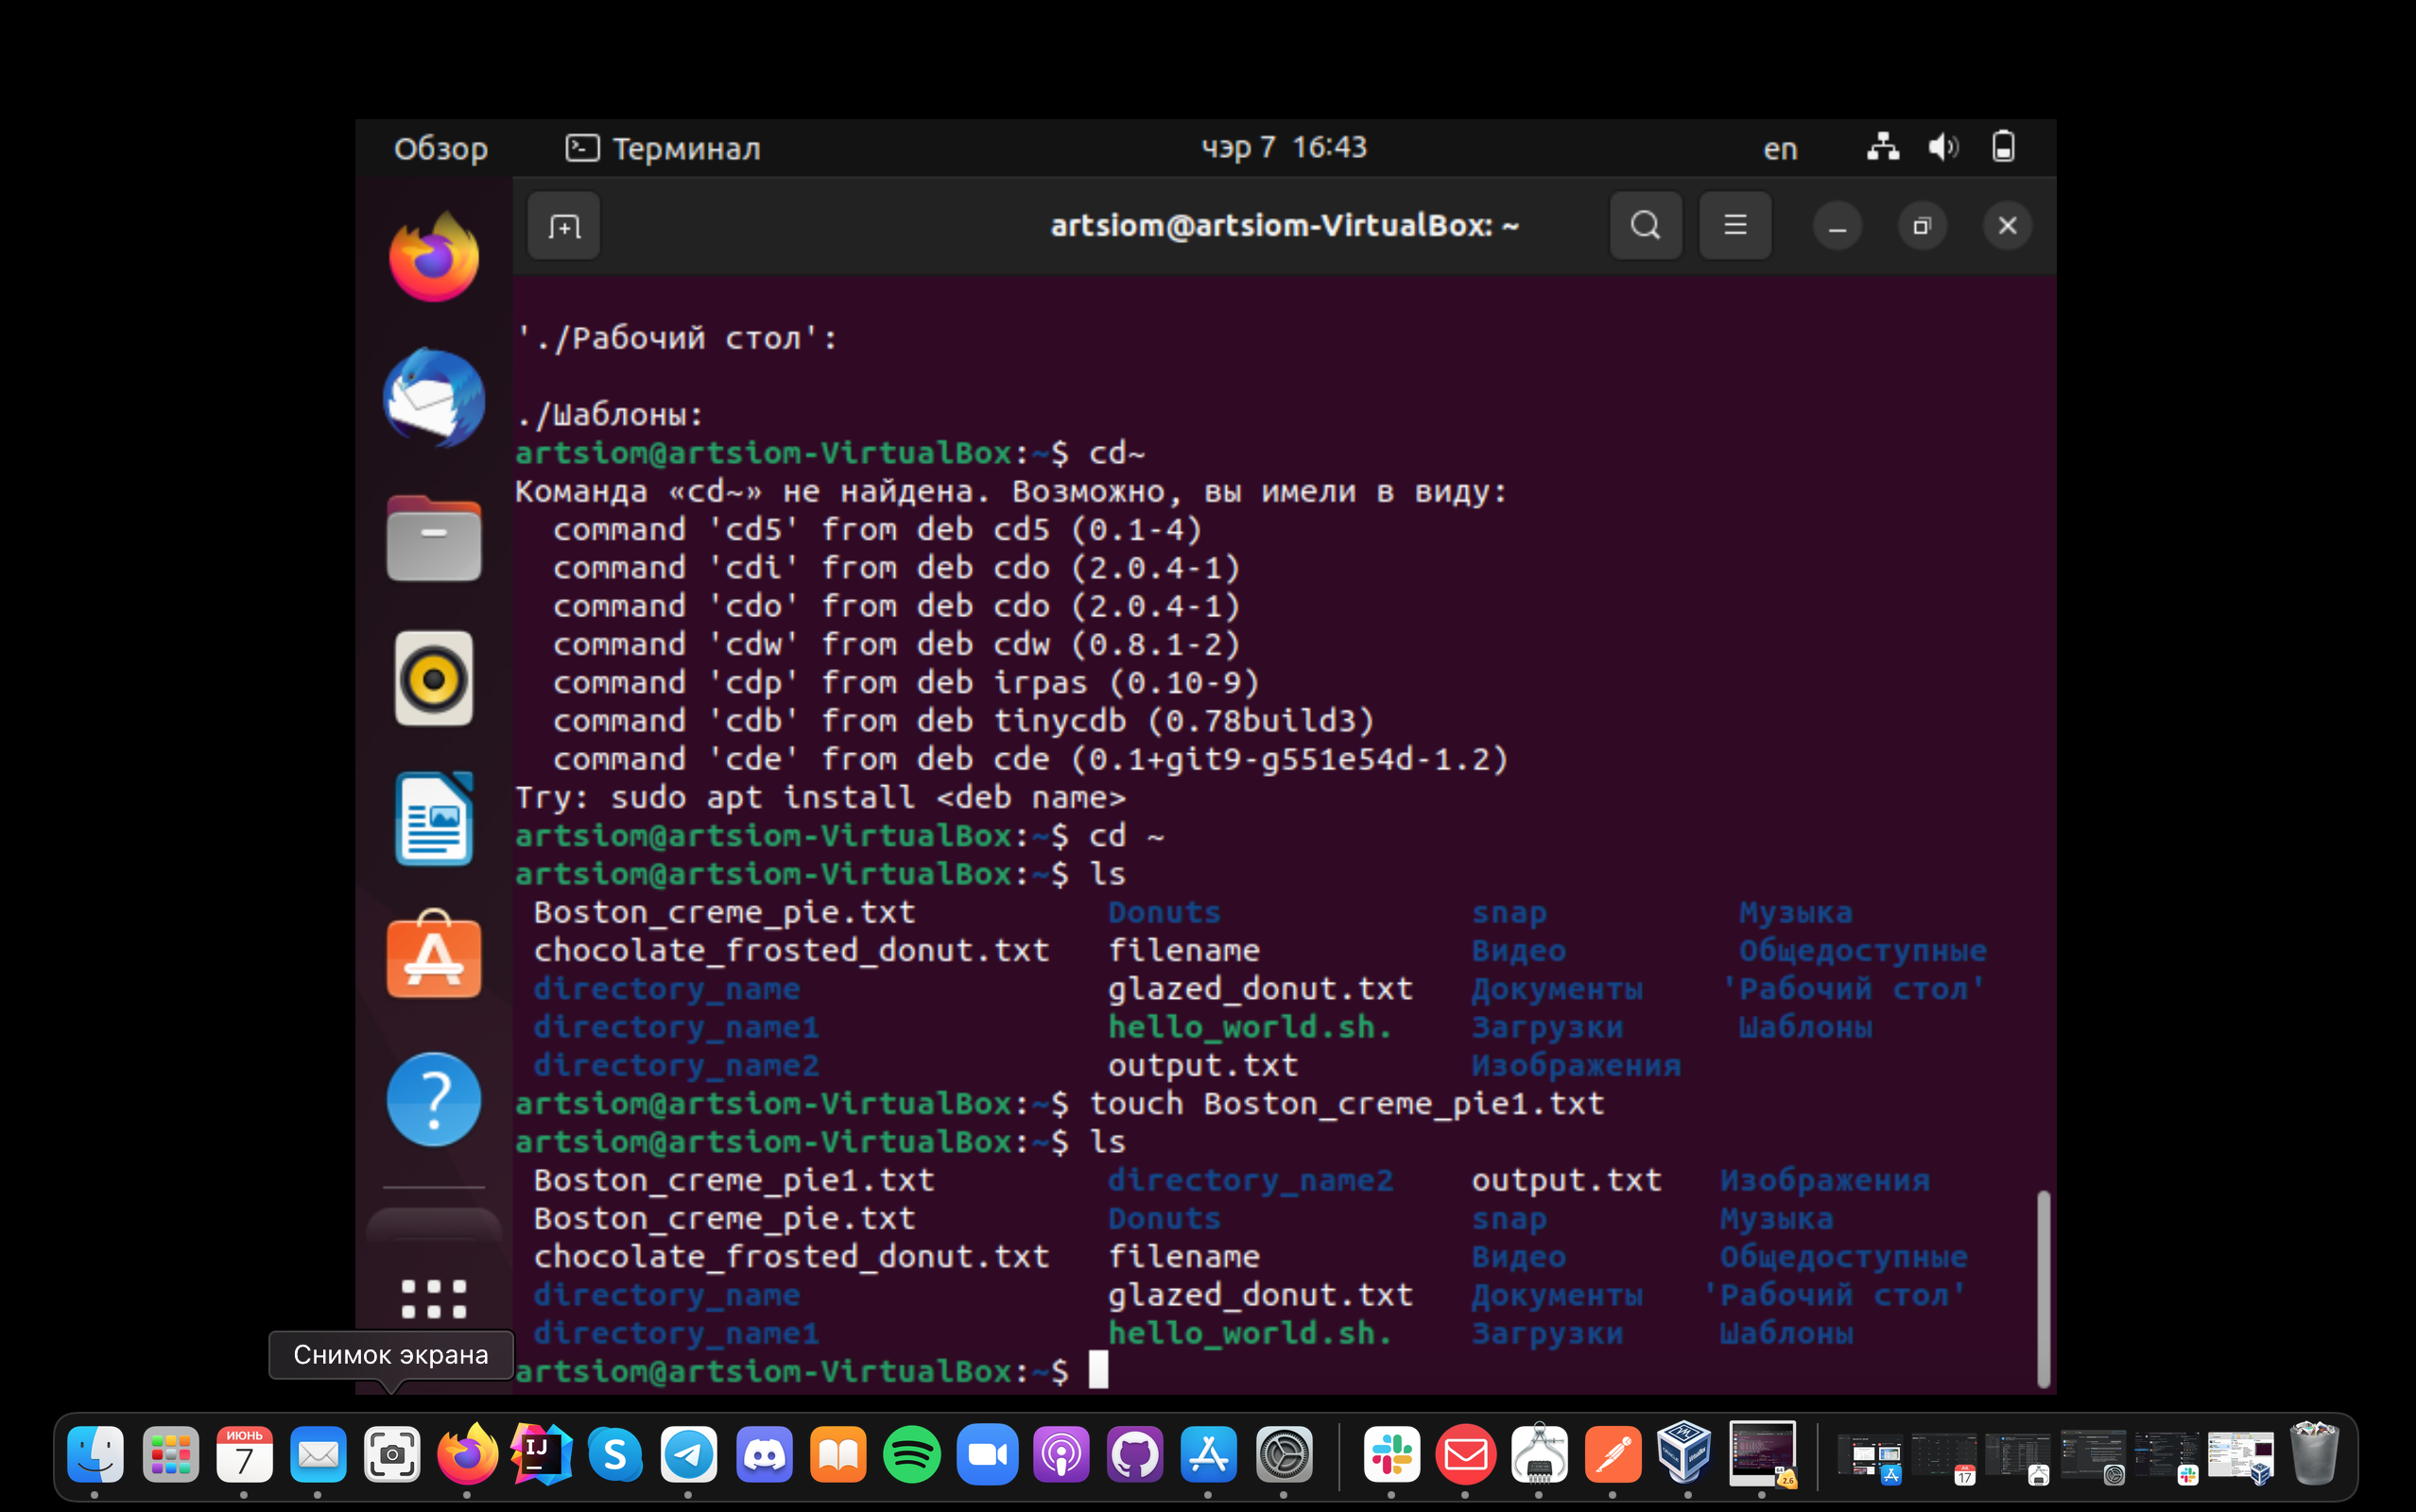 Обзор Терминал чэр 7 16:43 en
artsiom@artsiom-VirtualBox: ~
'./Рабочий стол':
./Шаблоны:
artsiom@artsiom-VirtualBox:~$ cd~
Команда «cd~» не найдена. Возможно, вы имели в виду:
command 'cd5' from deb cd5 (0.1-4)
command 'cdi' from deb cdo (2.0.4-1)
command 'cdo' from deb cdo (2.0.4-1)
command 'cdw' from deb cdw (0.8.1-2)
command 'cdp' from deb irpas (0.10-9)
command 'cdb' from deb tinycdb (0.78build3)
command 'cde' from deb cde (0.1+git9-g551e54d-1.2)
Try: sudo apt install <deb name>
artsiom@artsiom-VirtualBox:~$ cd ~
artsiom@artsiom-VirtualBox:~$ ls
Boston_creme_pie.txt Donuts snap Музыка
chocolate_frosted_donut.txt filename Видео Общедоступные
directory_name glazed_donut.txt Документы 'Рабочий стол'
directory_name1 hello_world.sh. Загрузки Шаблоны
directory_name2 output.txt Изображения
artsiom@artsiom-VirtualBox:~$ touch Boston_creme_pie1.txt
artsiom@artsiom-VirtualBox:~$ ls
Boston_creme_pie1.txt directory_name2 output.txt Изображения
Boston_creme_pie.txt Donuts snap Музыка
chocolate_frosted_donut.txt filename Видео Общедоступные
directory_name glazed_donut.txt Документы 'Рабочий стол'
directory_name1 hello_world.sh. Загрузки Шаблоны
artsiom@artsiom-VirtualBox:~$
Снимок экрана
ИЮНЬ
7
IJ
17
2.6